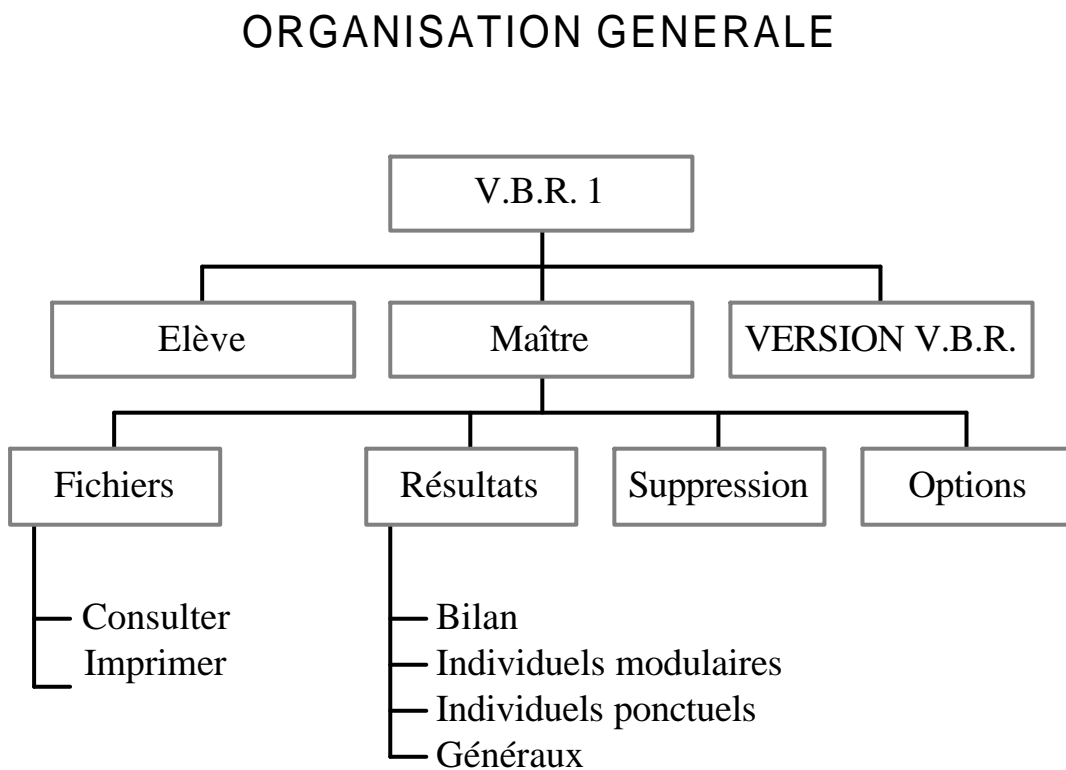 ORGANISATION GENERALE
V.B.R. 1
Elève
Maître
VERSION V.B.R.
Fichiers
Résultats
Suppression
Options
Consulter
Imprimer
Bilan
Individuels modulaires
Individuels ponctuels
Généraux